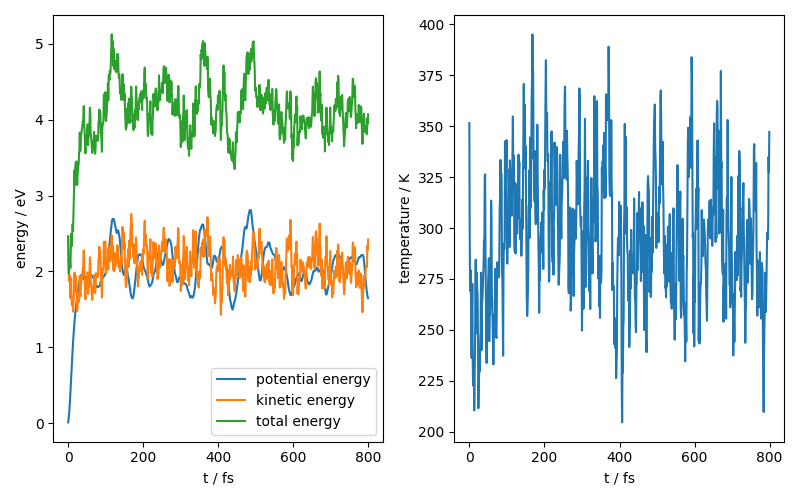 energy / eV
5
4
3
2
1
0
potential energy
kinetic energy
total energy
0 200 400 600 800
t / fs
temperature / K
400
375
350
325
300
275
250
225
200
0 200 400 600 800
t / fs